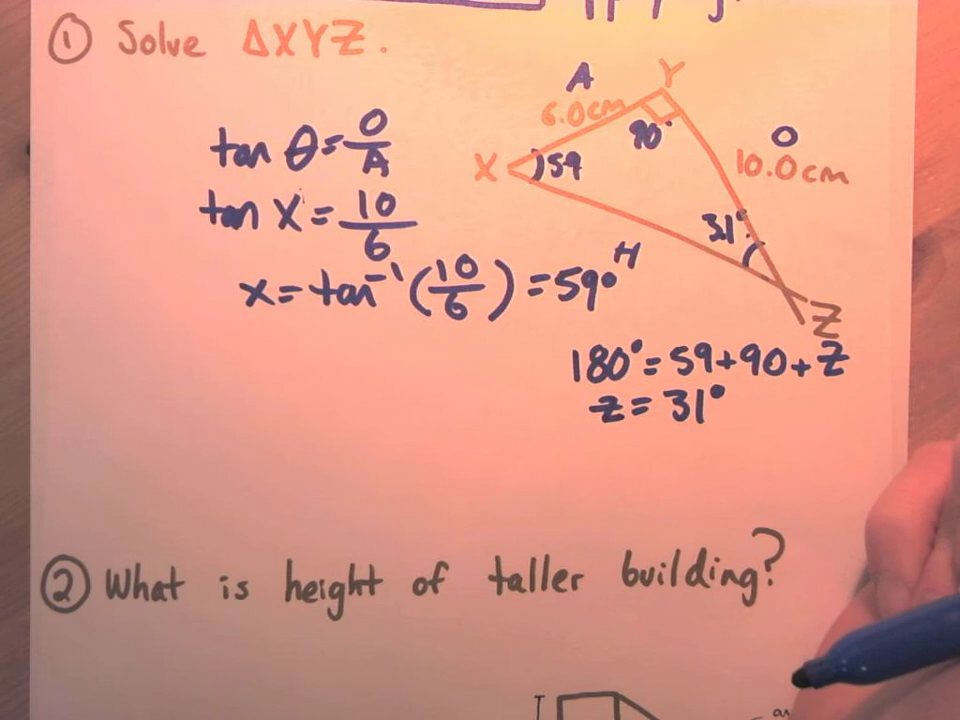 ① Solve ΔXYZ.
A
Y
6.0cm
90°
O
10.0cm
X
59
31°
H
Z
tan θ = O/A
tan X = 10/6
x = tan⁻¹(10/6) = 59°
180° = 59 + 90 + Z
z = 31°
② What is height of taller building?